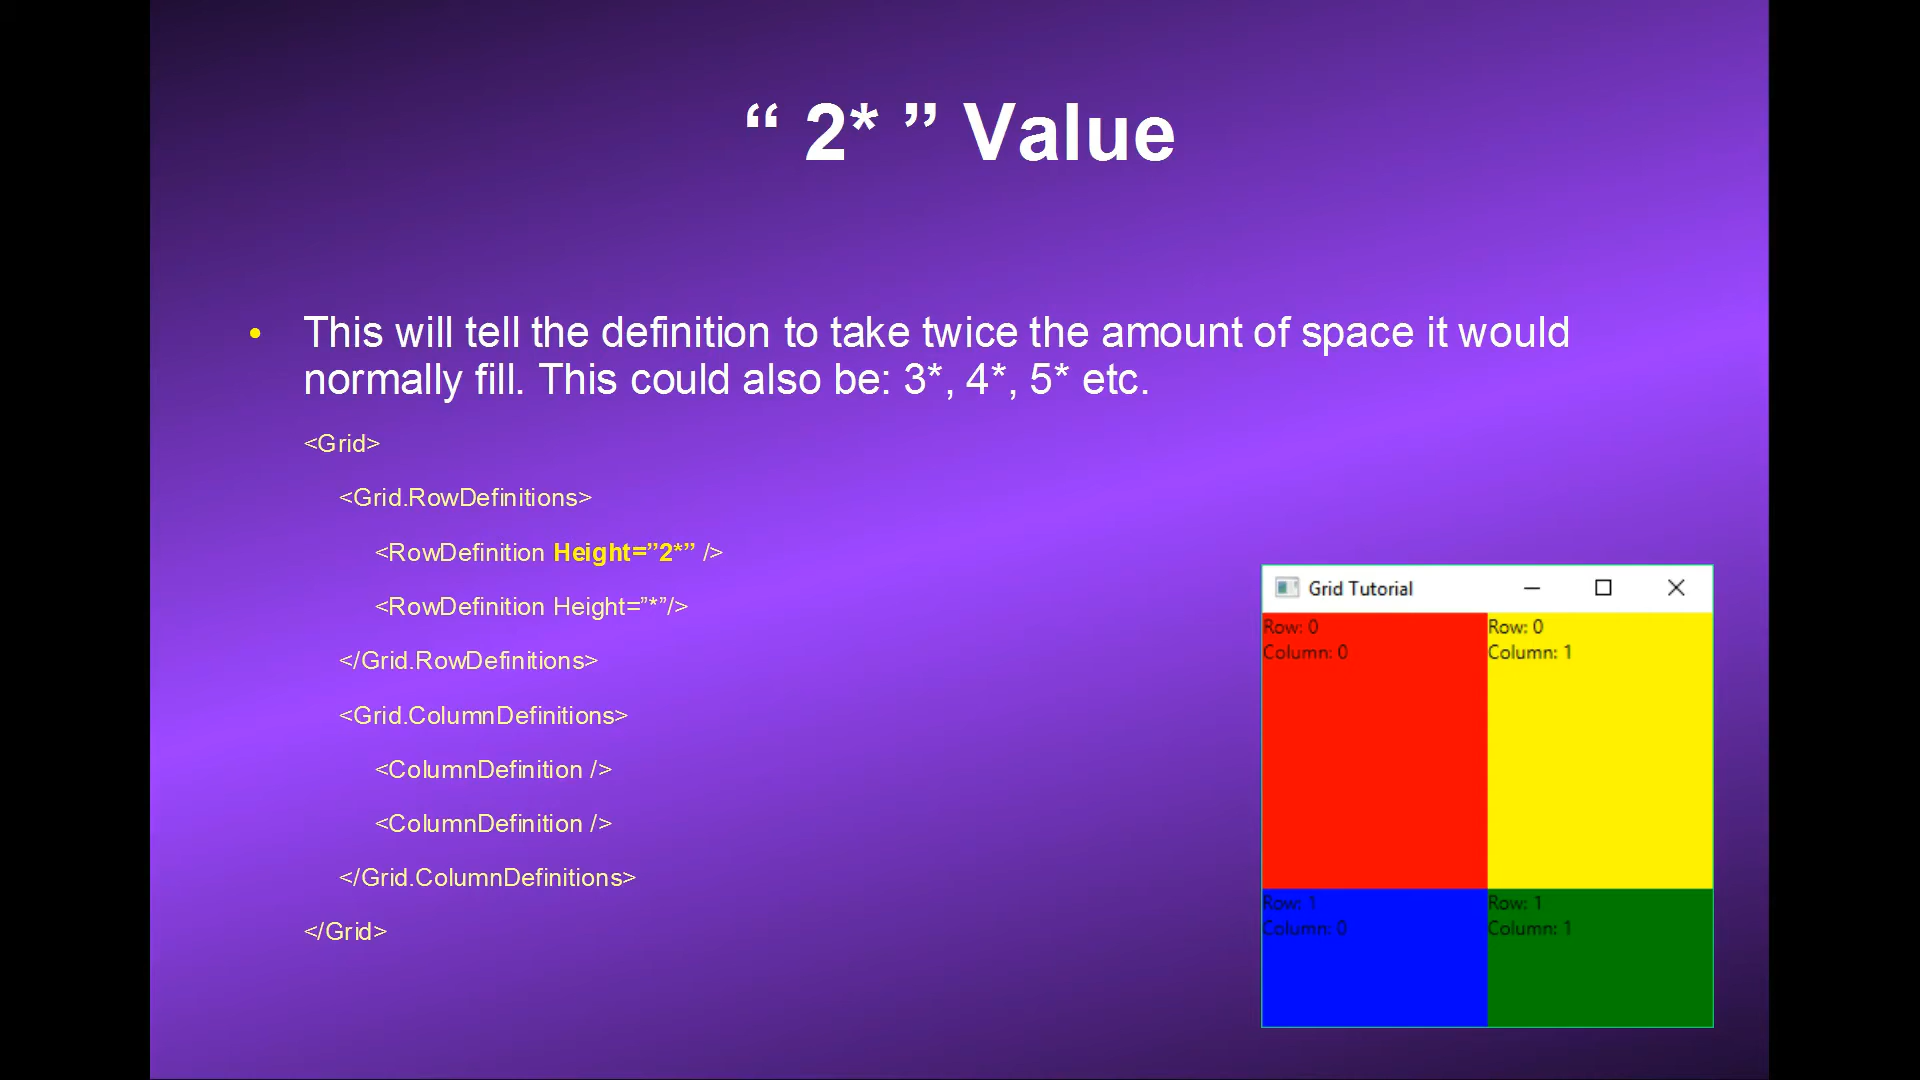 “ 2* ” Value
• This will tell the definition to take twice the amount of space it would
normally fill. This could also be: 3*, 4*, 5* etc.
<Grid>
<Grid.RowDefinitions>
<RowDefinition Height=”2*” />
<RowDefinition Height=”*”/>
</Grid.RowDefinitions>
<Grid.ColumnDefinitions>
<ColumnDefinition />
<ColumnDefinition />
</Grid.ColumnDefinitions>
</Grid>
Grid Tutorial
Row: 0
Column: 0
Row: 0
Column: 1
Row: 1
Column: 0
Row: 1
Column: 1